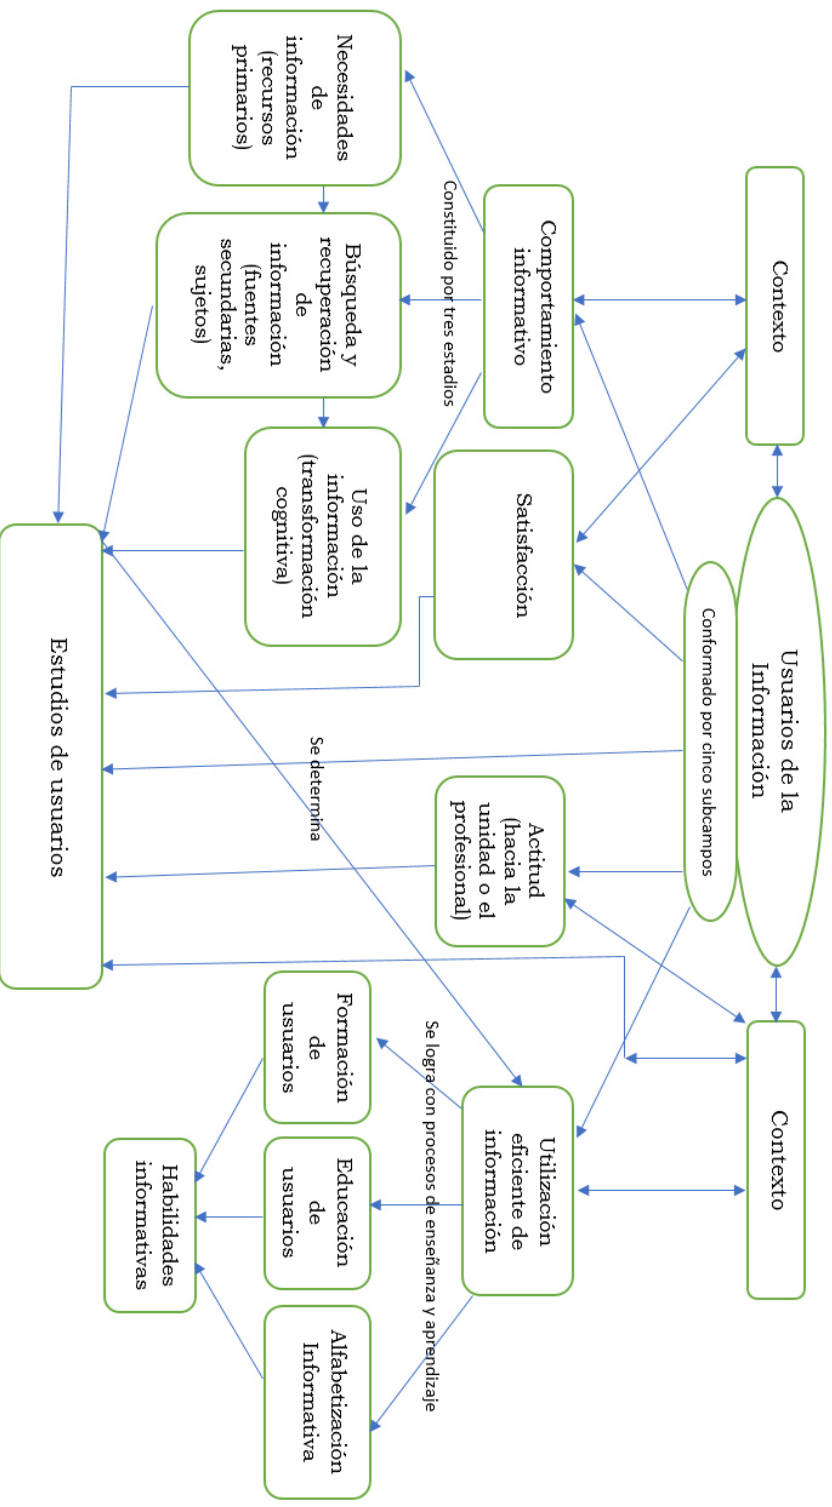 Usuarios de la
Información
Conformado por cinco subcampos
Contexto
Contexto
Comportamiento
informativo
Satisfacción
Actitud
(hacia la
unidad o el
profesional)
Utilización
eficiente de
información
Constituido por tres estadios
Se logra con procesos de enseñanza y aprendizaje
Necesidades
de
información
(recursos
primarios)
Búsqueda y
recuperación
de
información
(fuentes
secundarias,
sujetos)
Uso de la
información
(transformación
cognitiva)
Se determina
Formación
de
usuarios
Educación
de
usuarios
Alfabetización
Informativa
Habilidades
informativas
Estudios de usuarios